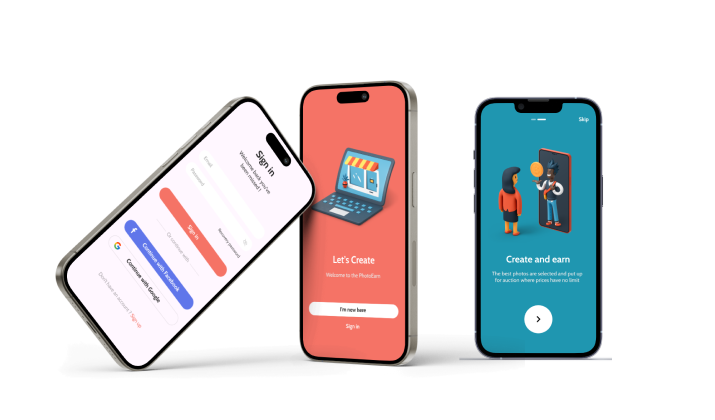 Sign in
Welcome back you've
been missed!
Email
Password
Recovery password
Sign in
Or continue with
Continue with Facebook
Continue with Google
Don't have an account? Sign up
Let's Create
Welcome to the PhotoEarn
I'm now here
Sign in
Skip
Create and earn
The best photos are selected and put up
for auction where prices have no limit